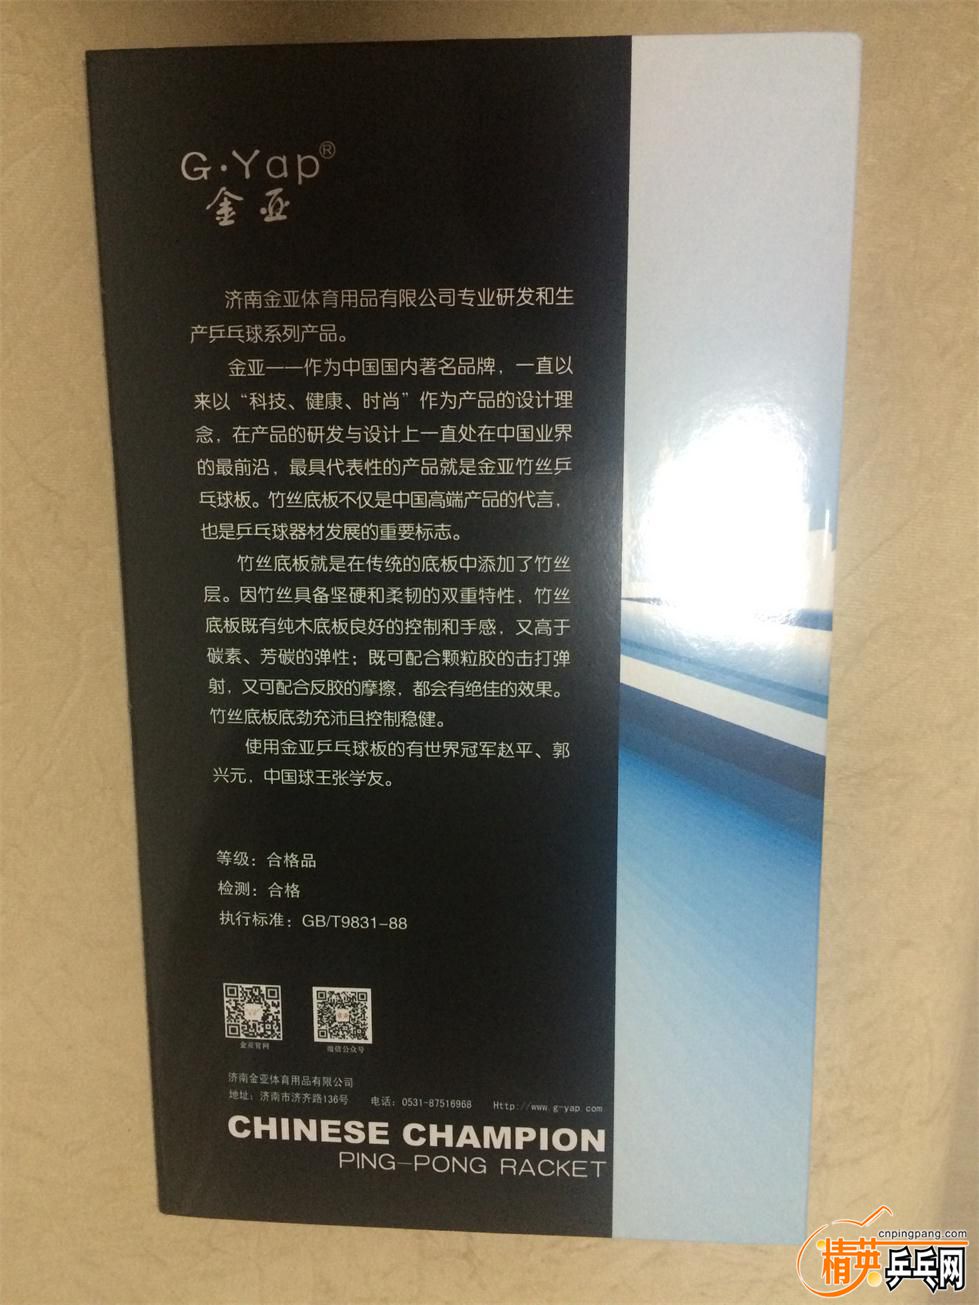 G·Yap®
金亚
济南金亚体育用品有限公司专业研发和生
产乒乓球系列产品。
金亚——作为中国国内著名品牌，一直以
来以“科技、健康、时尚”作为产品的设计理
念，在产品的研发与设计上一直处在中国业界
的最前沿，最具代表性的产品就是金亚竹丝乒
乓球板。竹丝底板不仅是中国高端产品的代言，
也是乒乓球器材发展的重要标志。
竹丝底板就是在传统的底板中添加了竹丝
层。因竹丝具备坚硬和柔韧的双重特性，竹丝
底板既有纯木底板良好的控制和手感，又高于
碳素、芳碳的弹性；既可配合颗粒胶的击打弹
射，又可配合反胶的摩擦，都会有绝佳的效果。
竹丝底板底劲充沛且控制稳健。
使用金亚乒乓球板的有世界冠军赵平、郭
兴元，中国球王张学友。
等级：合格品
检测：合格
执行标准：GB/T9831-88
金亚官网 微信公众号
济南金亚体育用品有限公司
地址：济南市济齐路136号 电话：0531-87516968 Http://www.g-yap.com
CHINESE CHAMPION
PING-PONG RACKET
cnpingpang.com
精英乒乓网